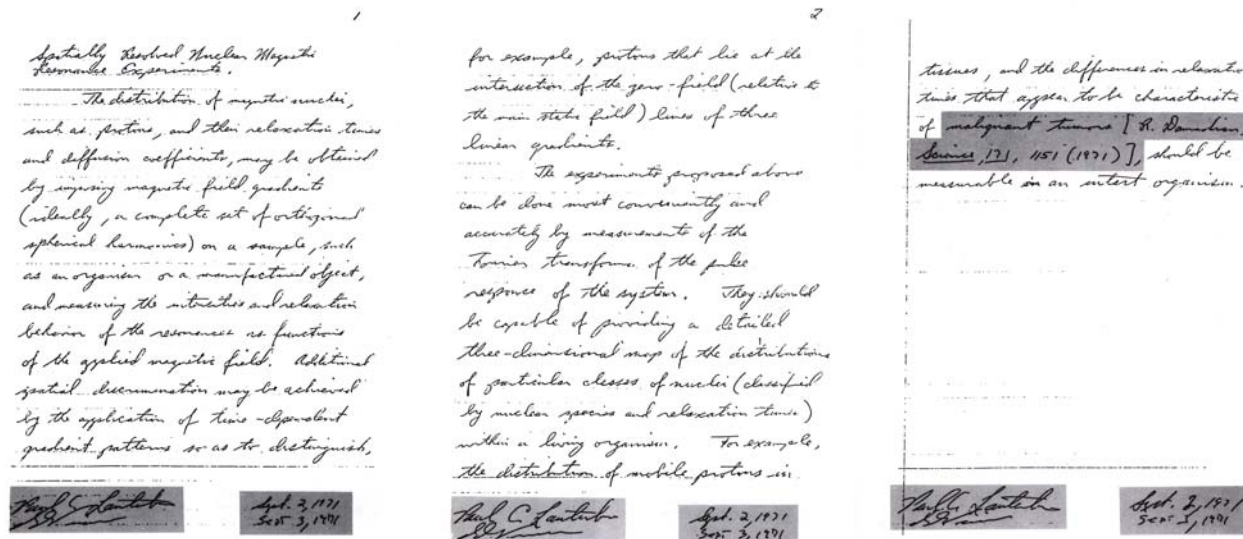 1
Spatially Resolved Nuclear Magnetic
Resonance Experiments.
The distribution of magnetic nuclei,
such as protons, and their relaxation times
and diffusion coefficients, may be obtained
by imposing magnetic field gradients
(ideally, a complete set of orthogonal
spherical harmonics) on a sample, such
as an organism or a manufactured object,
and measuring the intensities and relaxation
behavior of the resonances as functions
of the applied magnetic field. Additional
spatial discrimination may be achieved
by the application of time-dependent
gradient patterns so as to distinguish,
Paul C. Lauterbur
Sept. 2, 1971
Sept 3, 1971
2
for example, protons that lie at the
intersection of the zero-field (relative to
the main static field) lines of three
linear gradients.
The experiments proposed above
can be done most conveniently and
accurately by measurements of the
Fourier transform of the pulse
response of the system. They should
be capable of providing a detailed
three-dimensional map of the distributions
of particular classes of nuclei (classified
by nuclear species and relaxation times)
within a living organism. For example,
the distribution of mobile protons in
Paul C. Lauterbur
Sept. 2, 1971
Sept 3, 1971
tissues, and the differences in relaxation
times that appear to be characteristic
of malignant tumors [R. Damadian,
Science, 171, 1151 (1971)], should be
measurable in an intact organism.
Paul C. Lauterbur
Sept. 2, 1971
Sept 3, 1971